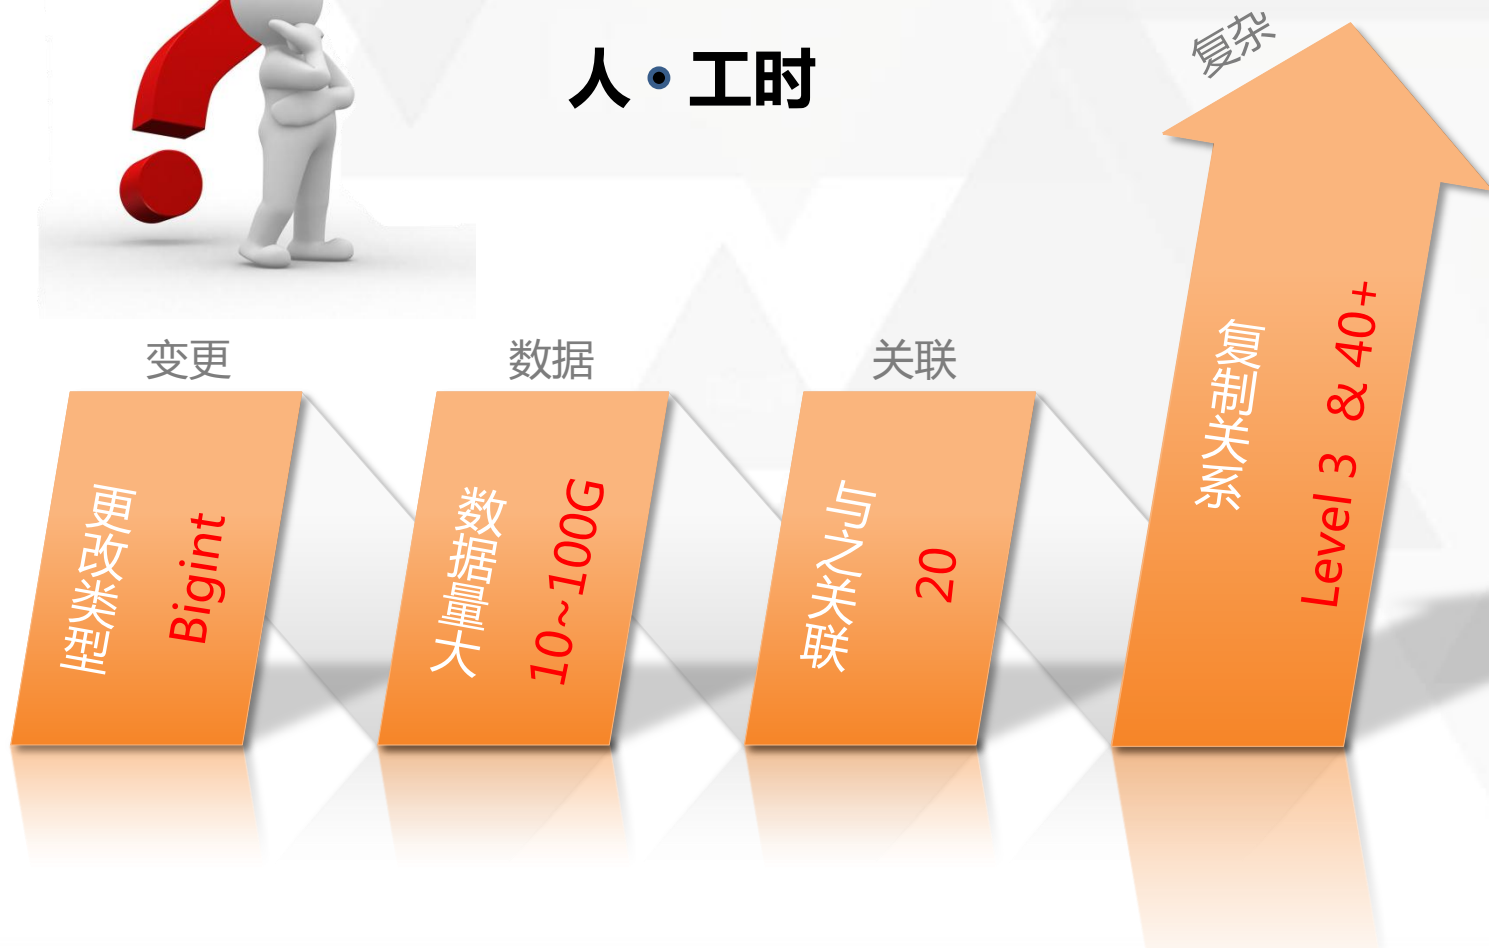 人·工时
复杂
变更
数据
关联
更改类型
Bigint
数据量大
10~100G
与之关联
20
复制关系
Level 3 & 40+